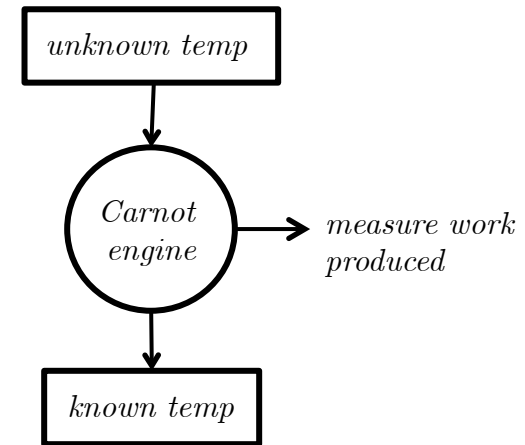 unknown temp
Carnot
engine
measure work
produced
known temp